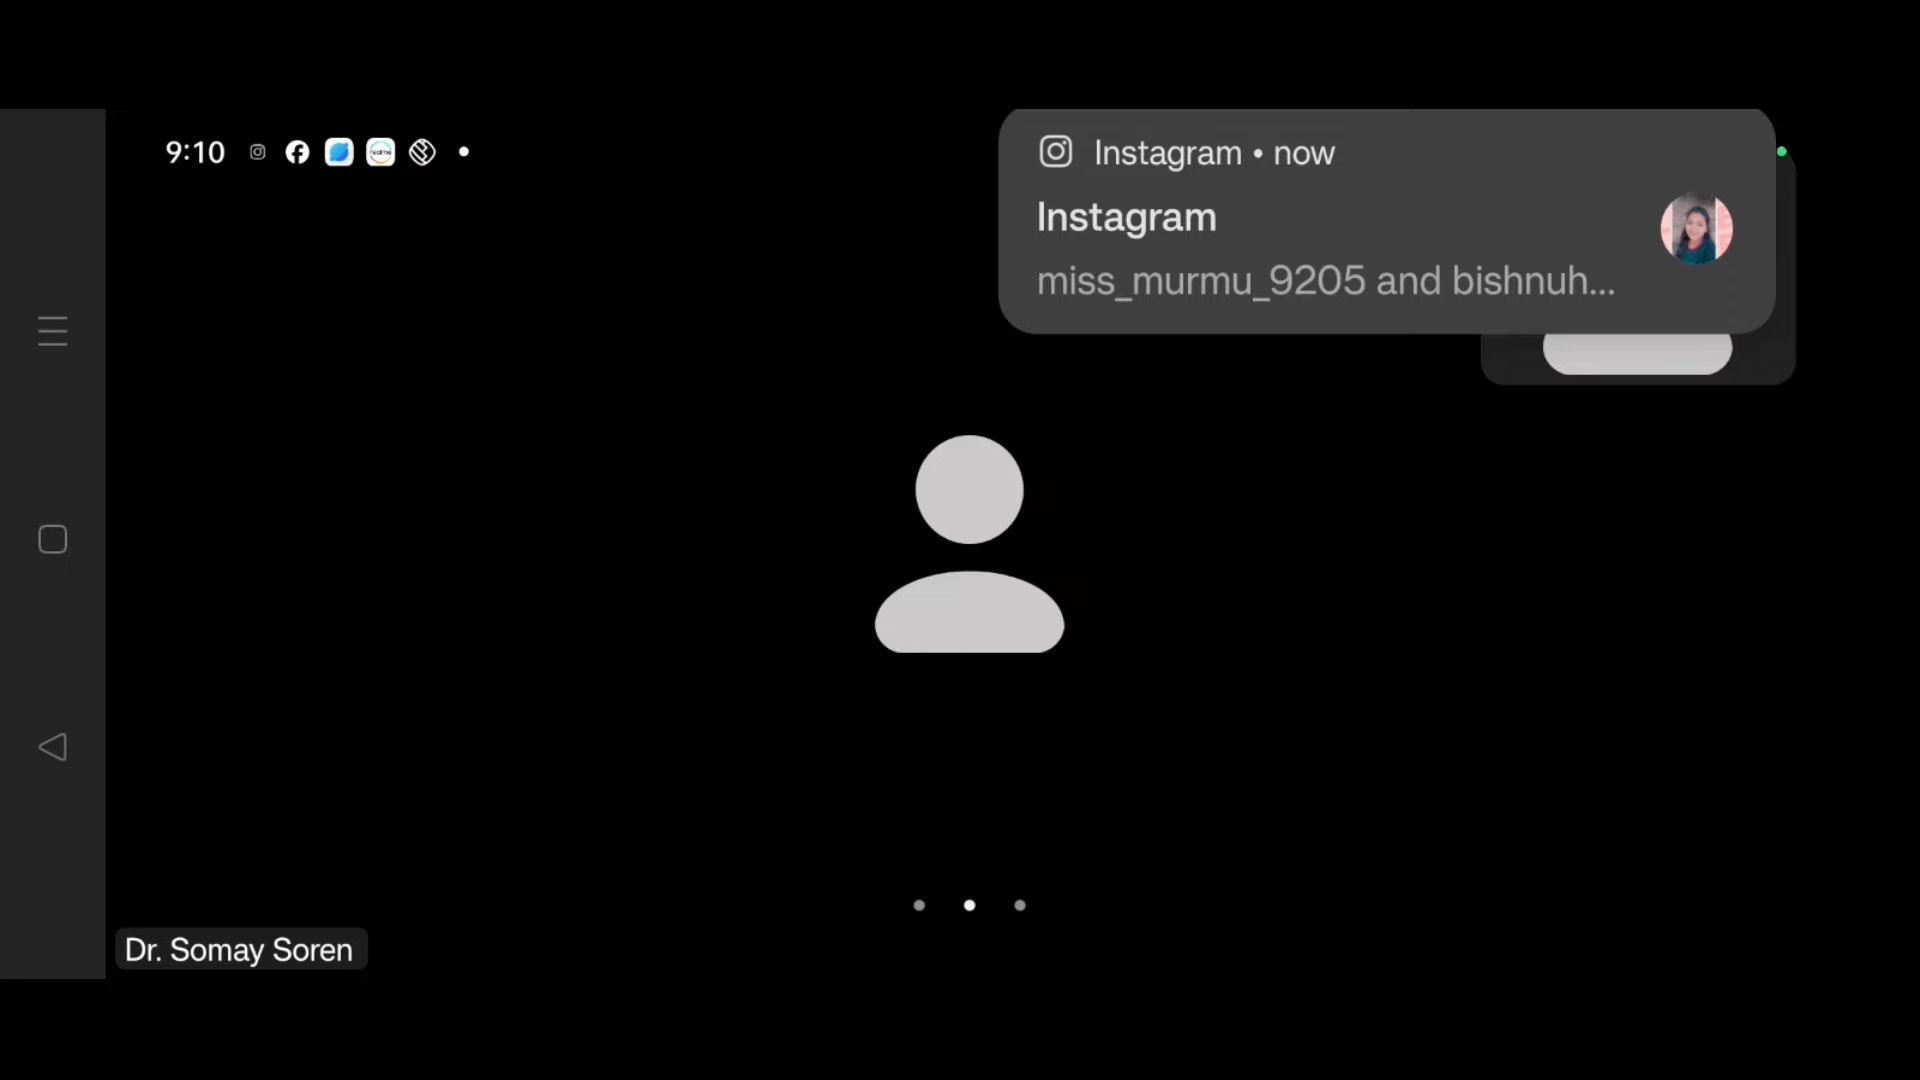 9:10
Instagram • now
Instagram
miss_murmu_9205 and bishnuh...
Dr. Somay Soren